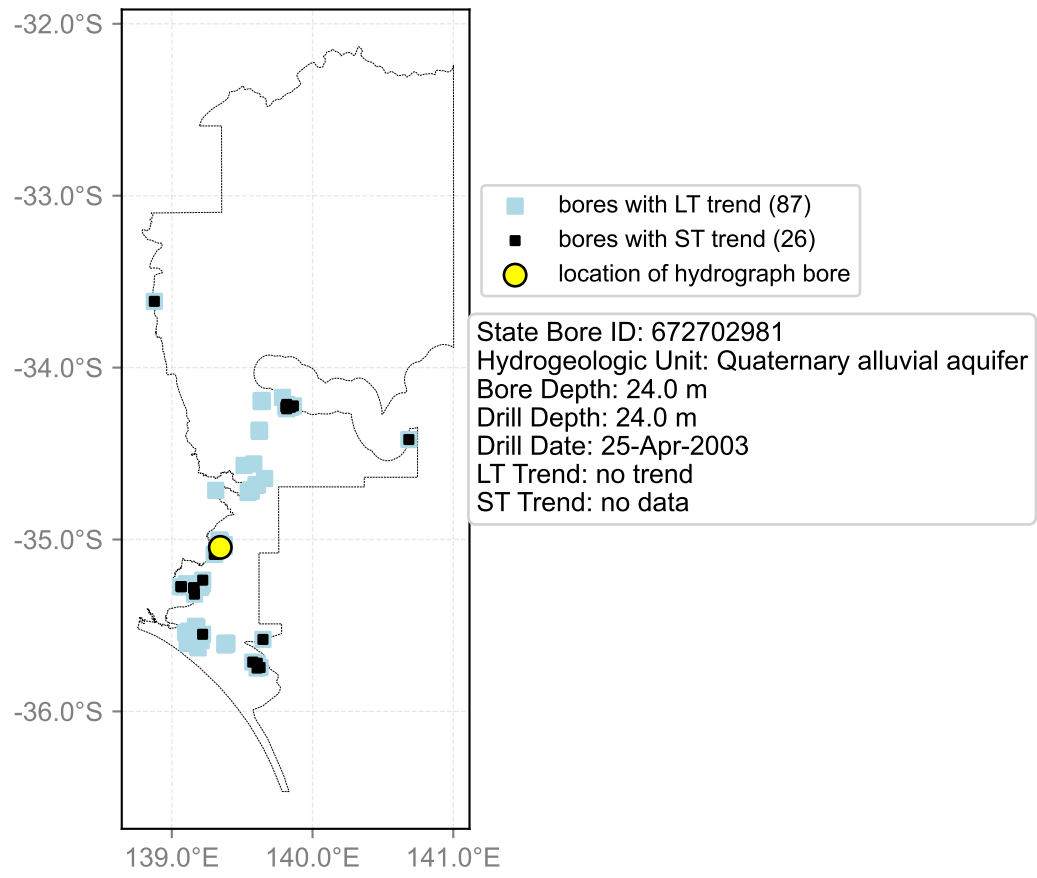 -32.0°S
-33.0°S
-34.0°S
-35.0°S
-36.0°S
139.0°E 140.0°E 141.0°E
bores with LT trend (87)
bores with ST trend (26)
location of hydrograph bore
State Bore ID: 672702981
Hydrogeologic Unit: Quaternary alluvial aquifer
Bore Depth: 24.0 m
Drill Depth: 24.0 m
Drill Date: 25-Apr-2003
LT Trend: no trend
ST Trend: no data